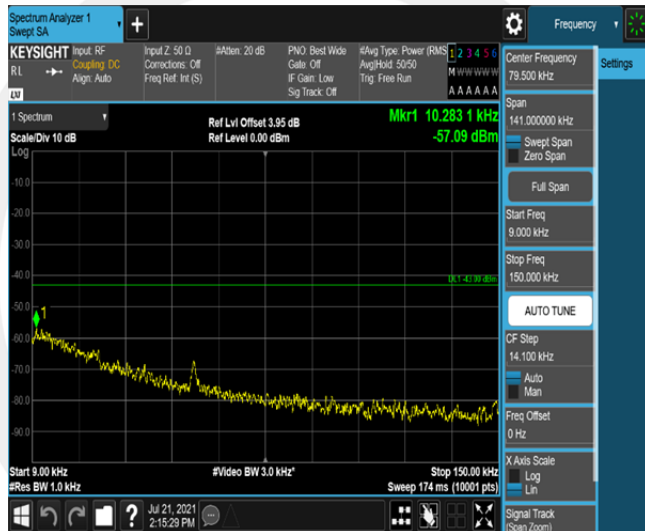 Spectrum Analyzer 1
Swept SA
Frequency
KEYSIGHT
RL
Input: RF
Coupling: DC
Align: Auto
Input Z: 50 Ω
Corrections: Off
Freq Ref: Int (S)
#Atten: 20 dB
PNO: Best Wide
Gate: Off
IF Gain: Low
Sig Track: Off
#Avg Type: Power (RMS
Avg|Hold: 50/50
Trig: Free Run
1 2 3 4 5 6
M W W W W W
A A A A A A
LXI
1 Spectrum
Scale/Div 10 dB
Ref Lvl Offset 3.95 dB
Ref Level 0.00 dBm
Mkr1 10.283 1 kHz
-57.09 dBm
Log
-10.0
-20.0
-30.0
-40.0
DL1 -43.00 dBm
-50.0
1
-60.0
-70.0
-80.0
-90.0
Start 9.00 kHz
#Res BW 1.0 kHz
#Video BW 3.0 kHz*
Stop 150.00 kHz
Sweep 174 ms (10001 pts)
Jul 21, 2021
2:15:29 PM
?
Center Frequency
79.500 kHz
Settings
Span
141.000000 kHz
Swept Span
Zero Span
Full Span
Start Freq
9.000 kHz
Stop Freq
150.000 kHz
AUTO TUNE
CF Step
14.100 kHz
Auto
Man
Freq Offset
0 Hz
X Axis Scale
Log
Lin
Signal Track
(Span Zoom)